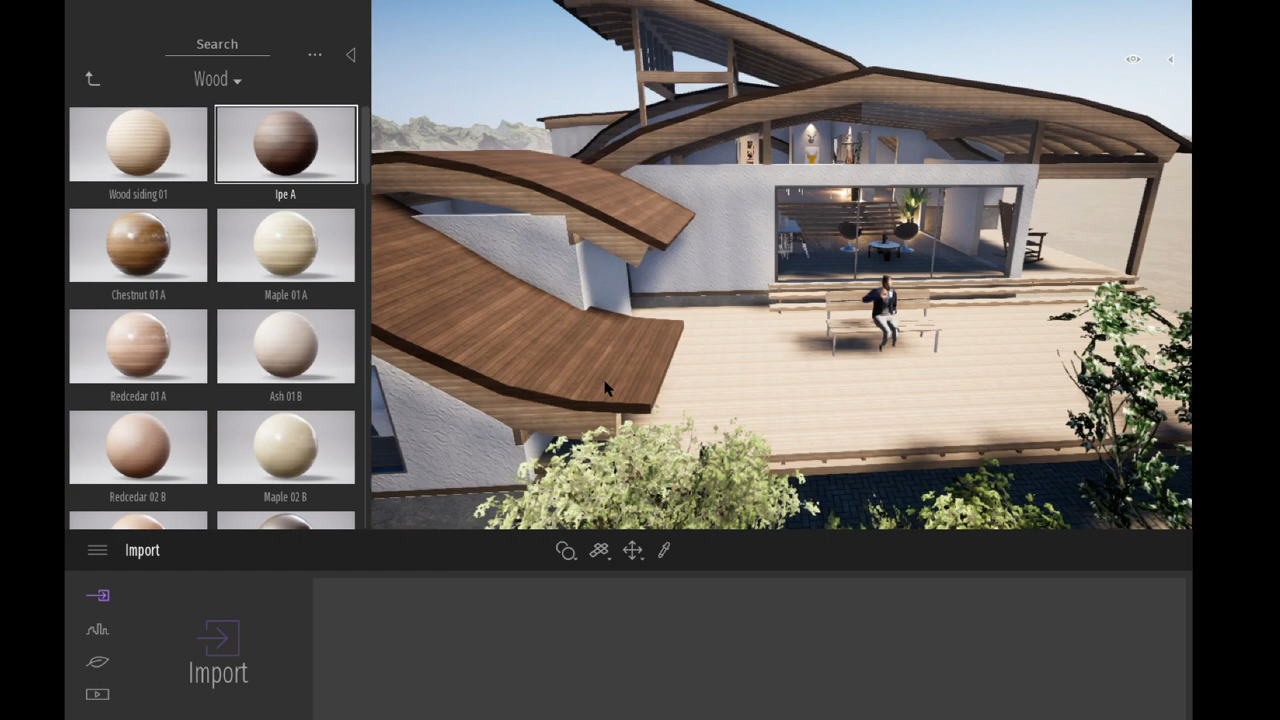 Search
...
Wood
Wood siding 01
Ipe A
Chestnut 01 A
Maple 01 A
Redcedar 01 A
Ash 01 B
Redcedar 02 B
Maple 02 B
Import
Import